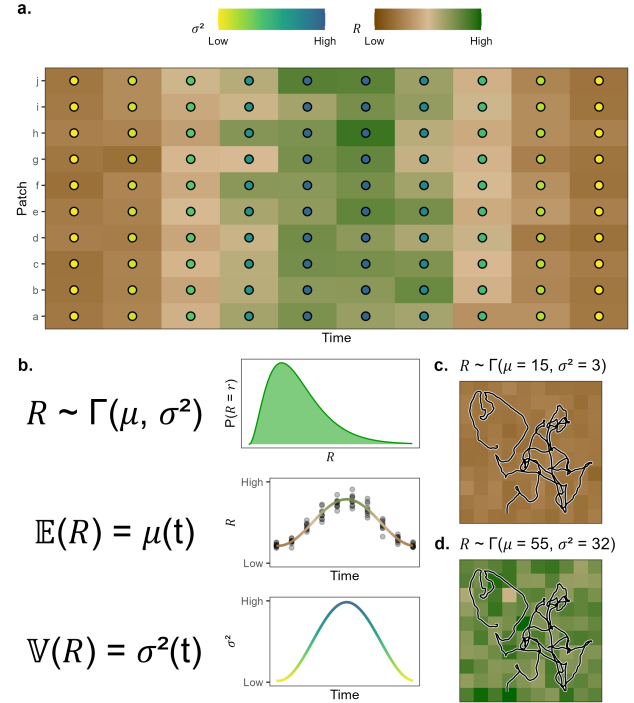 a.
σ² Low High R Low High
Patch
j
i
h
g
f
e
d
c
b
a
Time
b.
R ~ Γ(μ, σ²)
P(R = r)
R
𝔼(R) = μ(t)
High
R
Low
Time
𝕍(R) = σ²(t)
High
σ²
Low
Time
c. R ~ Γ(μ = 15, σ² = 3)
d. R ~ Γ(μ = 55, σ² = 32)